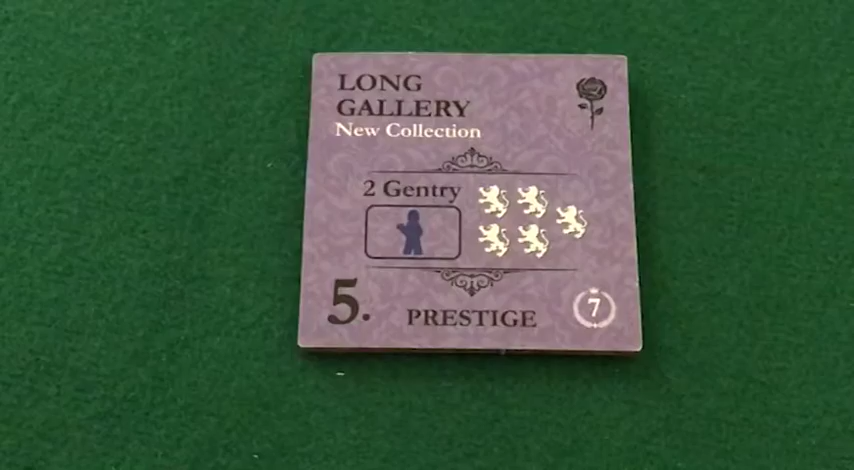 LONG
GALLERY
New Collection
2 Gentry
5.
PRESTIGE
7